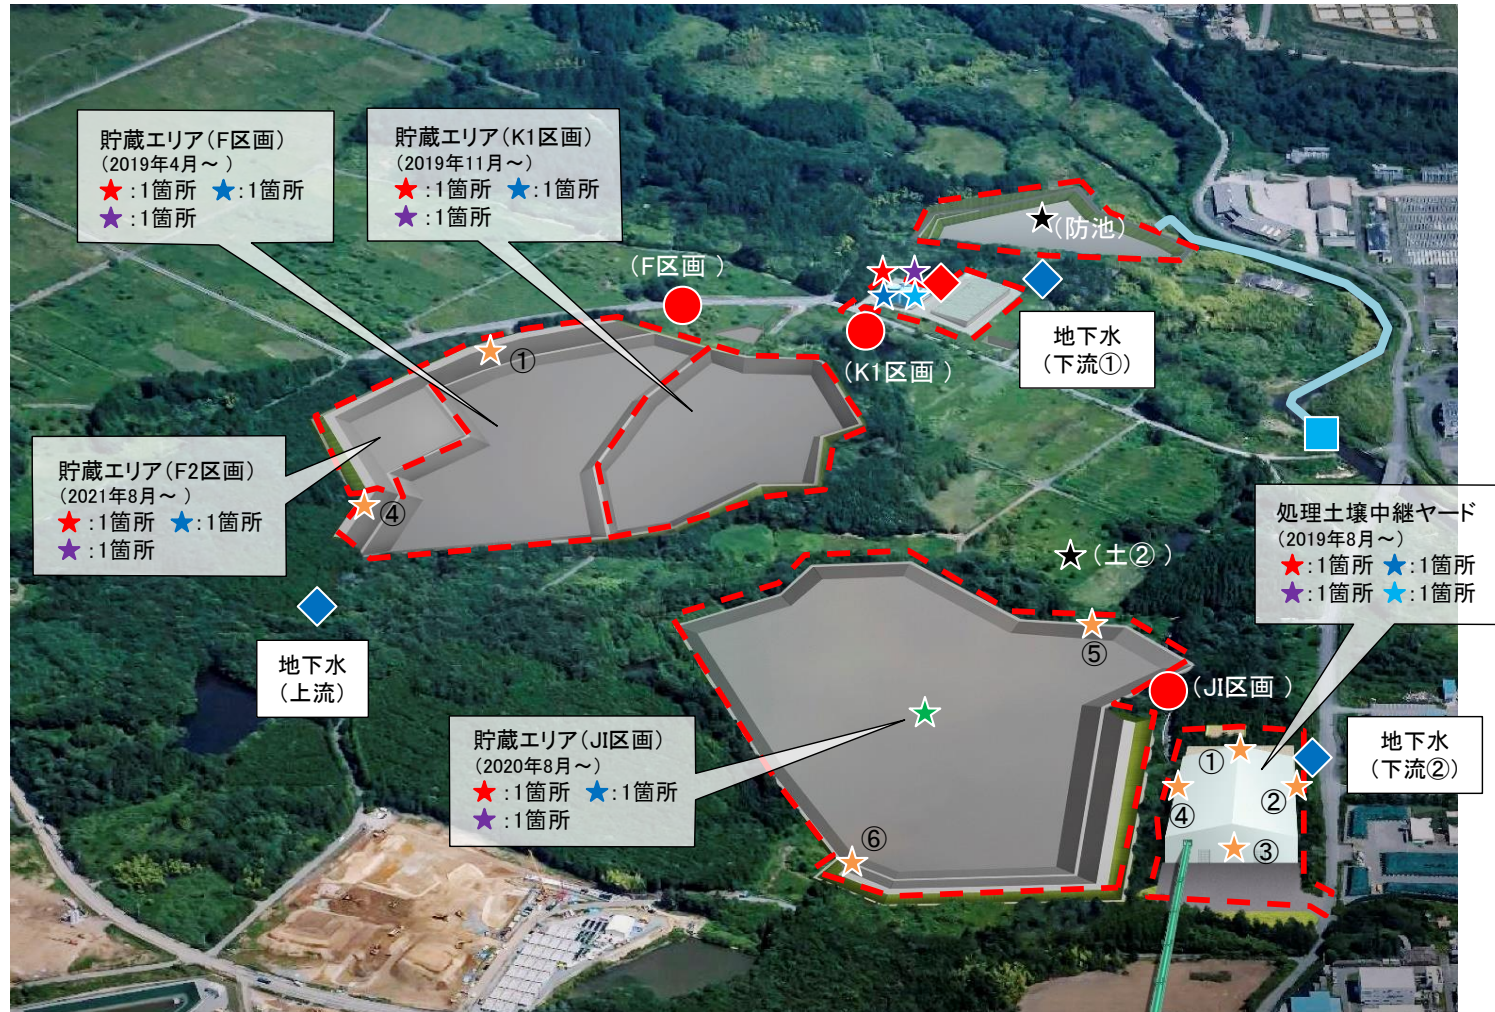 貯蔵エリア(F区画)
(2019年4月～ )
★:1箇所 ★:1箇所
★:1箇所
貯蔵エリア(K1区画)
(2019年11月～)
★:1箇所 ★:1箇所
★:1箇所
(防池)
(F区画 )
(K1区画 )
地下水
(下流①)
①
貯蔵エリア(F2区画)
(2021年8月～ )
★:1箇所 ★:1箇所
★:1箇所
④
処理土壌中継ヤード
(2019年8月～)
★:1箇所 ★:1箇所
★:1箇所 ★:1箇所
(土② )
地下水
(上流)
⑤
(JI区画 )
貯蔵エリア(JI区画)
(2020年8月～)
★:1箇所 ★:1箇所
★:1箇所
地下水
(下流②)
①
②
④
③
⑥